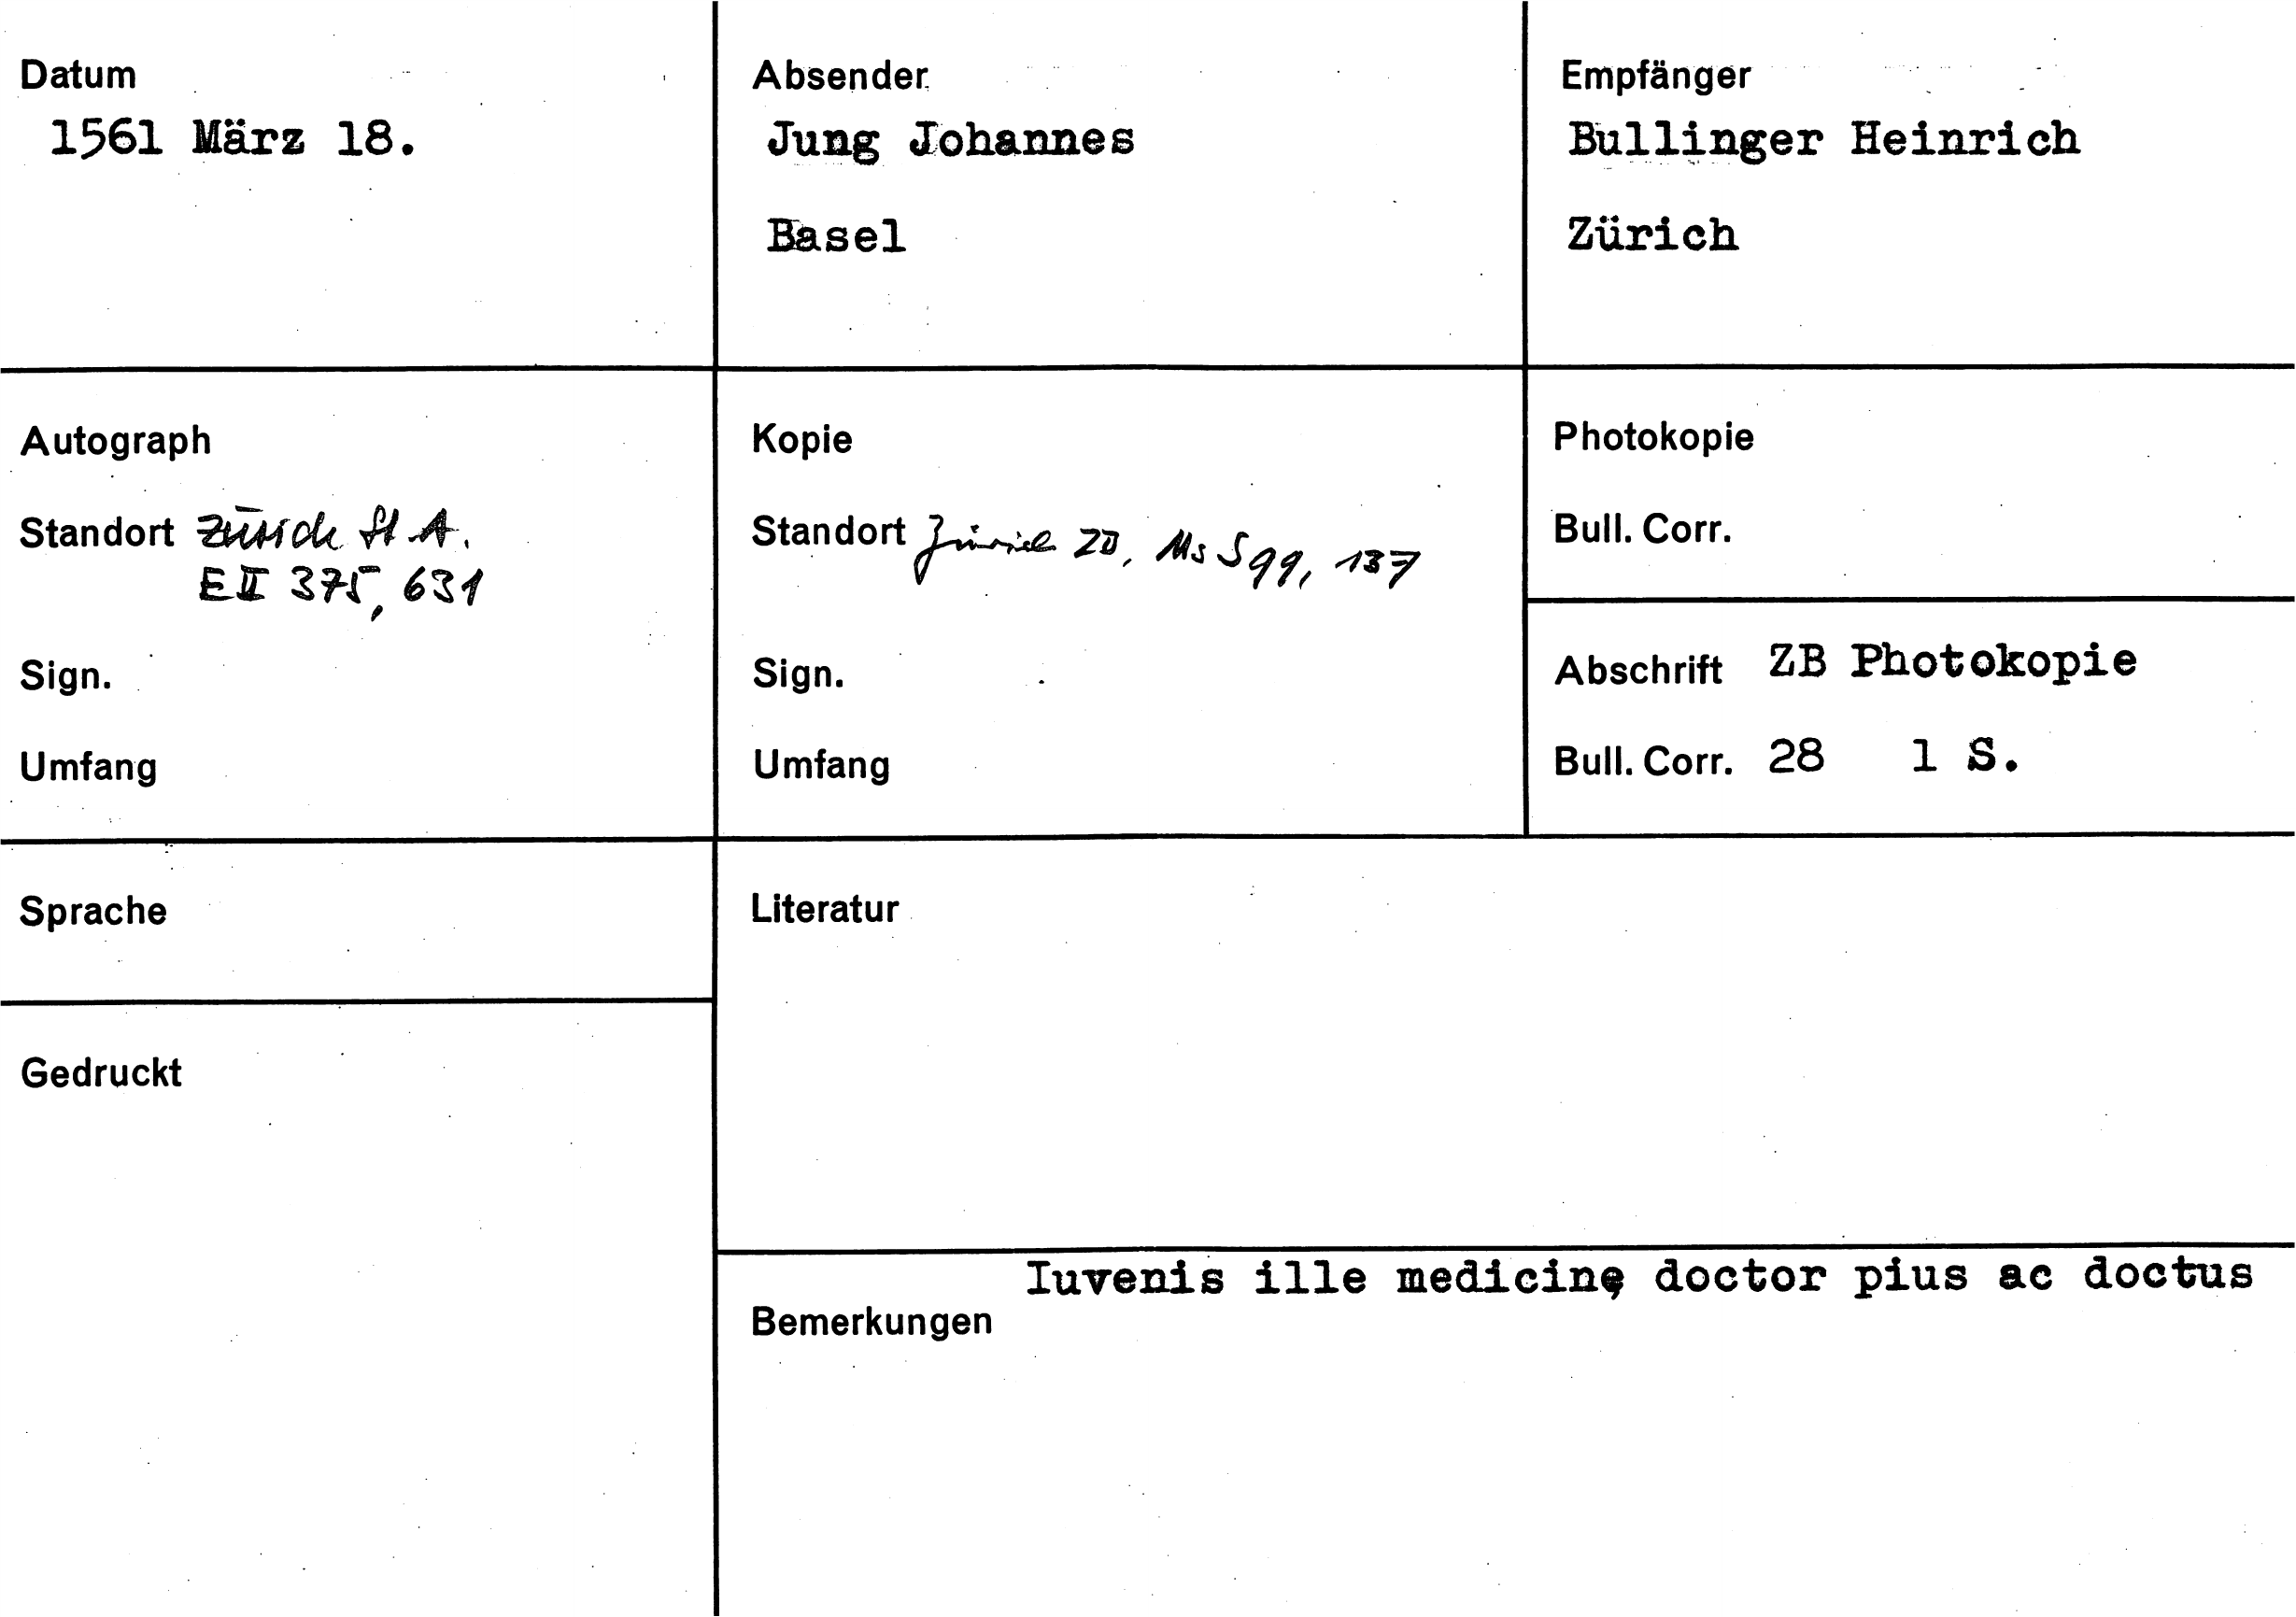 Datum
1561 März 18.
Absender
Jung Johannes
Basel
Empfänger
Bullinger Heinrich
Zürich
Autograph
Standort Zürich St. A.
E II 375, 631
Sign.
Umfang
Kopie
Standort Zürich ZB, Ms S 99, 137
Sign.
Umfang
Photokopie
Bull. Corr.
Abschrift ZB Photokopie
Bull. Corr. 28 1 S.
Sprache
Gedruckt
Literatur
Iuvenis ille medicinę doctor pius ac doctus
Bemerkungen